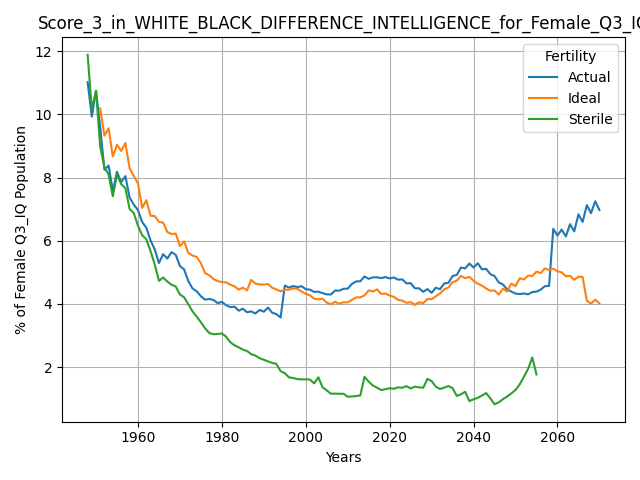 Score_3_in_WHITE_BLACK_DIFFERENCE_INTELLIGENCE_for_Female_Q3_IQ
12
10
8
6
4
2
% of Female Q3_IQ Population
Fertility
Actual
Ideal
Sterile
1960 1980 2000 2020 2040 2060
Years